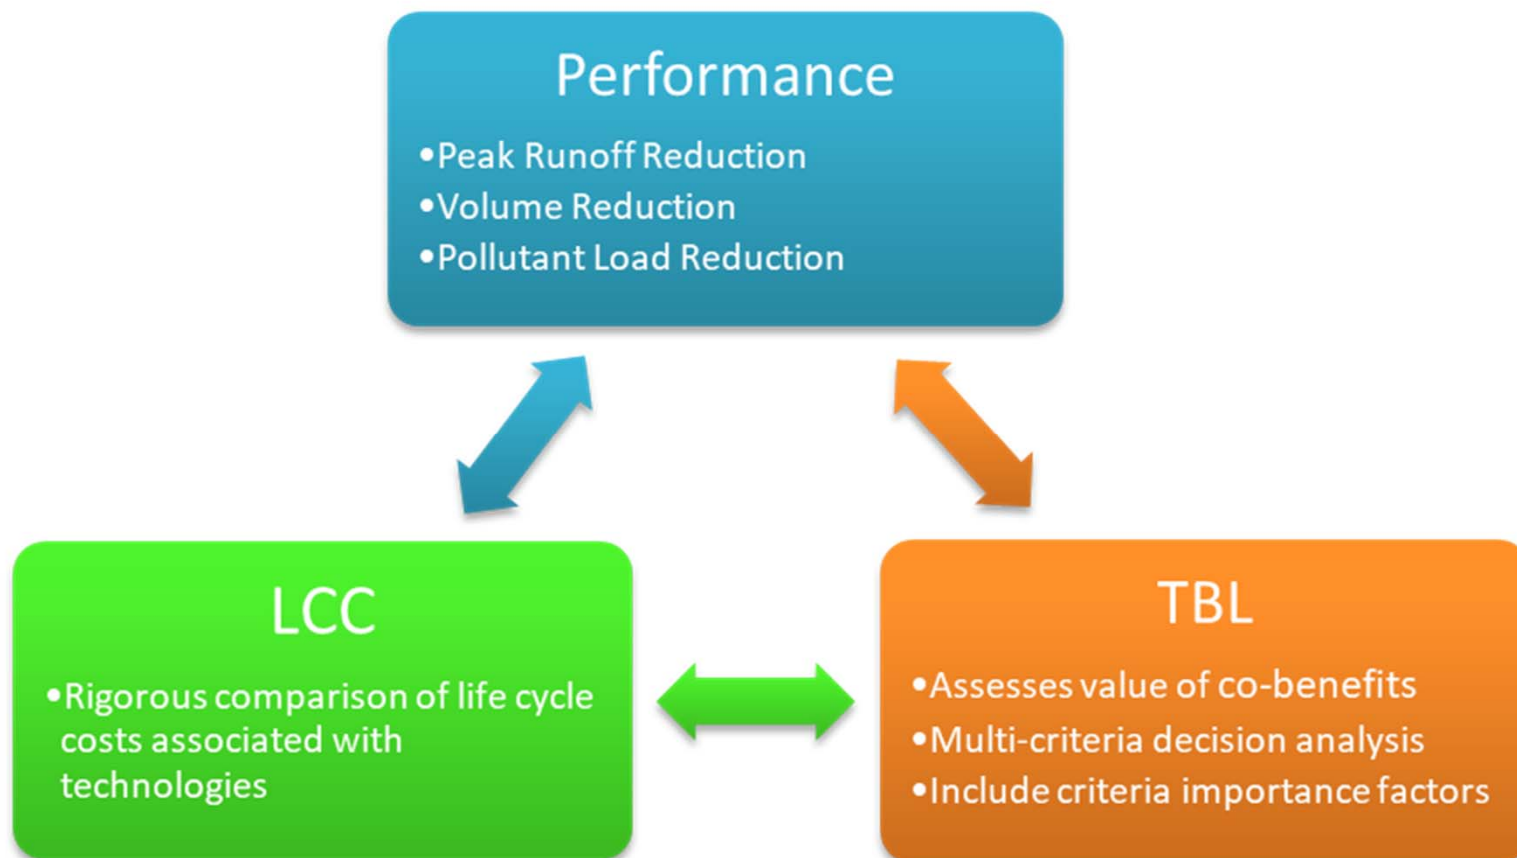 Performance
•Peak Runoff Reduction
•Volume Reduction
•Pollutant Load Reduction
LCC
•Rigorous comparison of life cycle
costs associated with
technologies
TBL
•Assesses value of co-benefits
•Multi-criteria decision analysis
•Include criteria importance factors